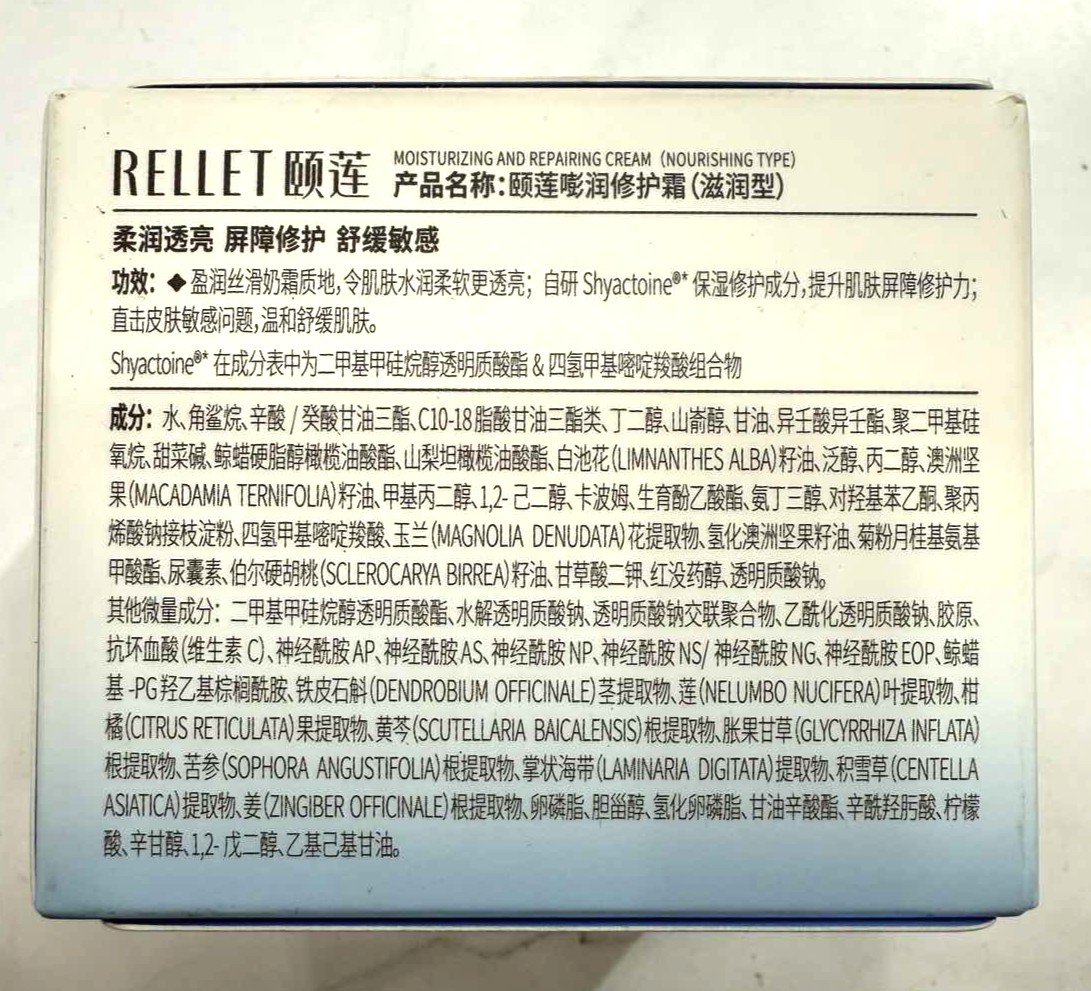 RELLET 颐莲
MOISTURIZING AND REPAIRING CREAM (NOURISHING TYPE)
产品名称:颐莲嘭润修护霜(滋润型)
柔润透亮 屏障修护 舒缓敏感
功效: ◆盈润丝滑奶霜质地,令肌肤水润柔软更透亮; 自研 Shyactoine®* 保湿修护成分,提升肌肤屏障修护力;
直击皮肤敏感问题,温和舒缓肌肤。
Shyactoine®* 在成分表中为二甲基甲硅烷醇透明质酸酯 & 四氢甲基嘧啶羧酸组合物
成分: 水、角鲨烷、辛酸 / 癸酸甘油三酯、C10-18 脂酸甘油三酯类、丁二醇、山嵛醇、甘油、异壬酸异壬酯、聚二甲基硅
氧烷、甜菜碱、鲸蜡硬脂醇橄榄油酸酯、山梨坦橄榄油酸酯、白池花(LIMNANTHES ALBA)籽油、泛醇、丙二醇、澳洲坚
果(MACADAMIA TERNIFOLIA)籽油、甲基丙二醇、1,2- 己二醇、卡波姆、生育酚乙酸酯、氨丁三醇、对羟基苯乙酮、聚丙
烯酸钠接枝淀粉、四氢甲基嘧啶羧酸、玉兰(MAGNOLIA DENUDATA)花提取物、氢化澳洲坚果籽油、菊粉月桂基氨基
甲酸酯、尿囊素、伯尔硬胡桃(SCLEROCARYA BIRREA)籽油、甘草酸二钾、红没药醇、透明质酸钠。
其他微量成分: 二甲基甲硅烷醇透明质酸酯、水解透明质酸钠、透明质酸钠交联聚合物、乙酰化透明质酸钠、胶原、
抗坏血酸(维生素 C)、神经酰胺 AP、神经酰胺 AS、神经酰胺 NP、神经酰胺 NS/ 神经酰胺 NG、神经酰胺 EOP、鲸蜡
基 -PG 羟乙基棕榈酰胺、铁皮石斛(DENDROBIUM OFFICINALE)茎提取物、莲(NELUMBO NUCIFERA)叶提取物、柑
橘(CITRUS RETICULATA)果提取物、黄芩(SCUTELLARIA BAICALENSIS)根提取物、胀果甘草(GLYCYRRHIZA INFLATA)
根提取物、苦参(SOPHORA ANGUSTIFOLIA)根提取物、掌状海带(LAMINARIA DIGITATA)提取物、积雪草(CENTELLA
ASIATICA)提取物、姜(ZINGIBER OFFICINALE)根提取物、卵磷脂、胆甾醇、氢化卵磷脂、甘油辛酸酯、辛酰羟肟酸、柠檬
酸、辛甘醇、1,2- 戊二醇、乙基己基甘油。